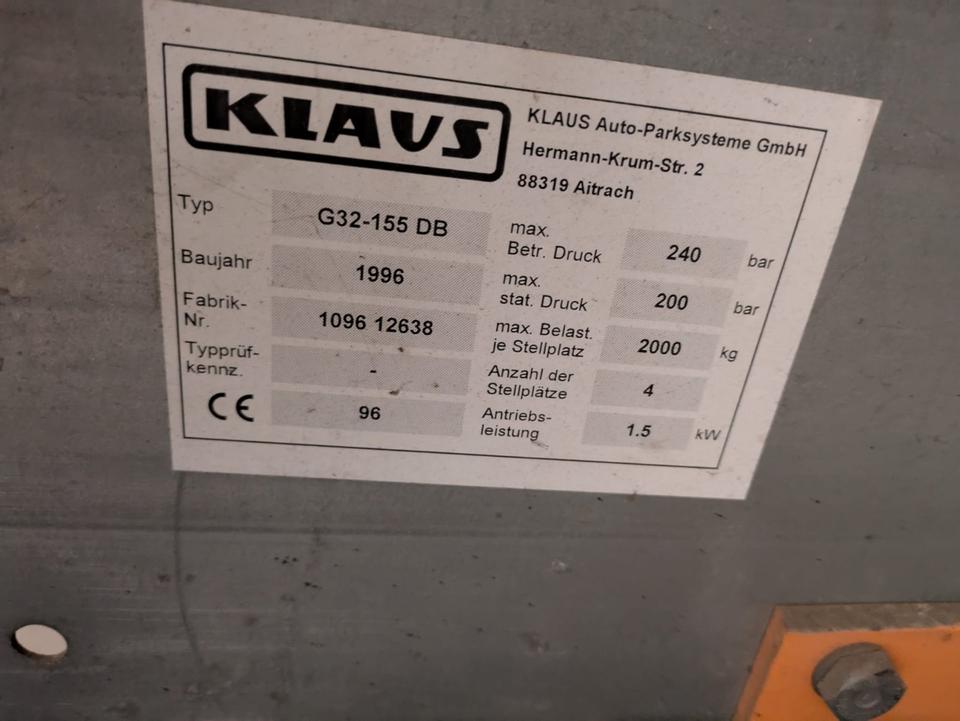 KLAUS
KLAUS Auto-Parksysteme GmbH
Hermann-Krum-Str. 2
88319 Aitrach
Typ
G32-155 DB
Baujahr
1996
Fabrik-
Nr.
1096 12638
Typprüf-
kennz.
-
CE
96
max.
Betr. Druck
240
bar
max.
stat. Druck
200
bar
max. Belast.
je Stellplatz
2000
kg
Anzahl der
Stellplätze
4
Antriebs-
leistung
1.5
kW